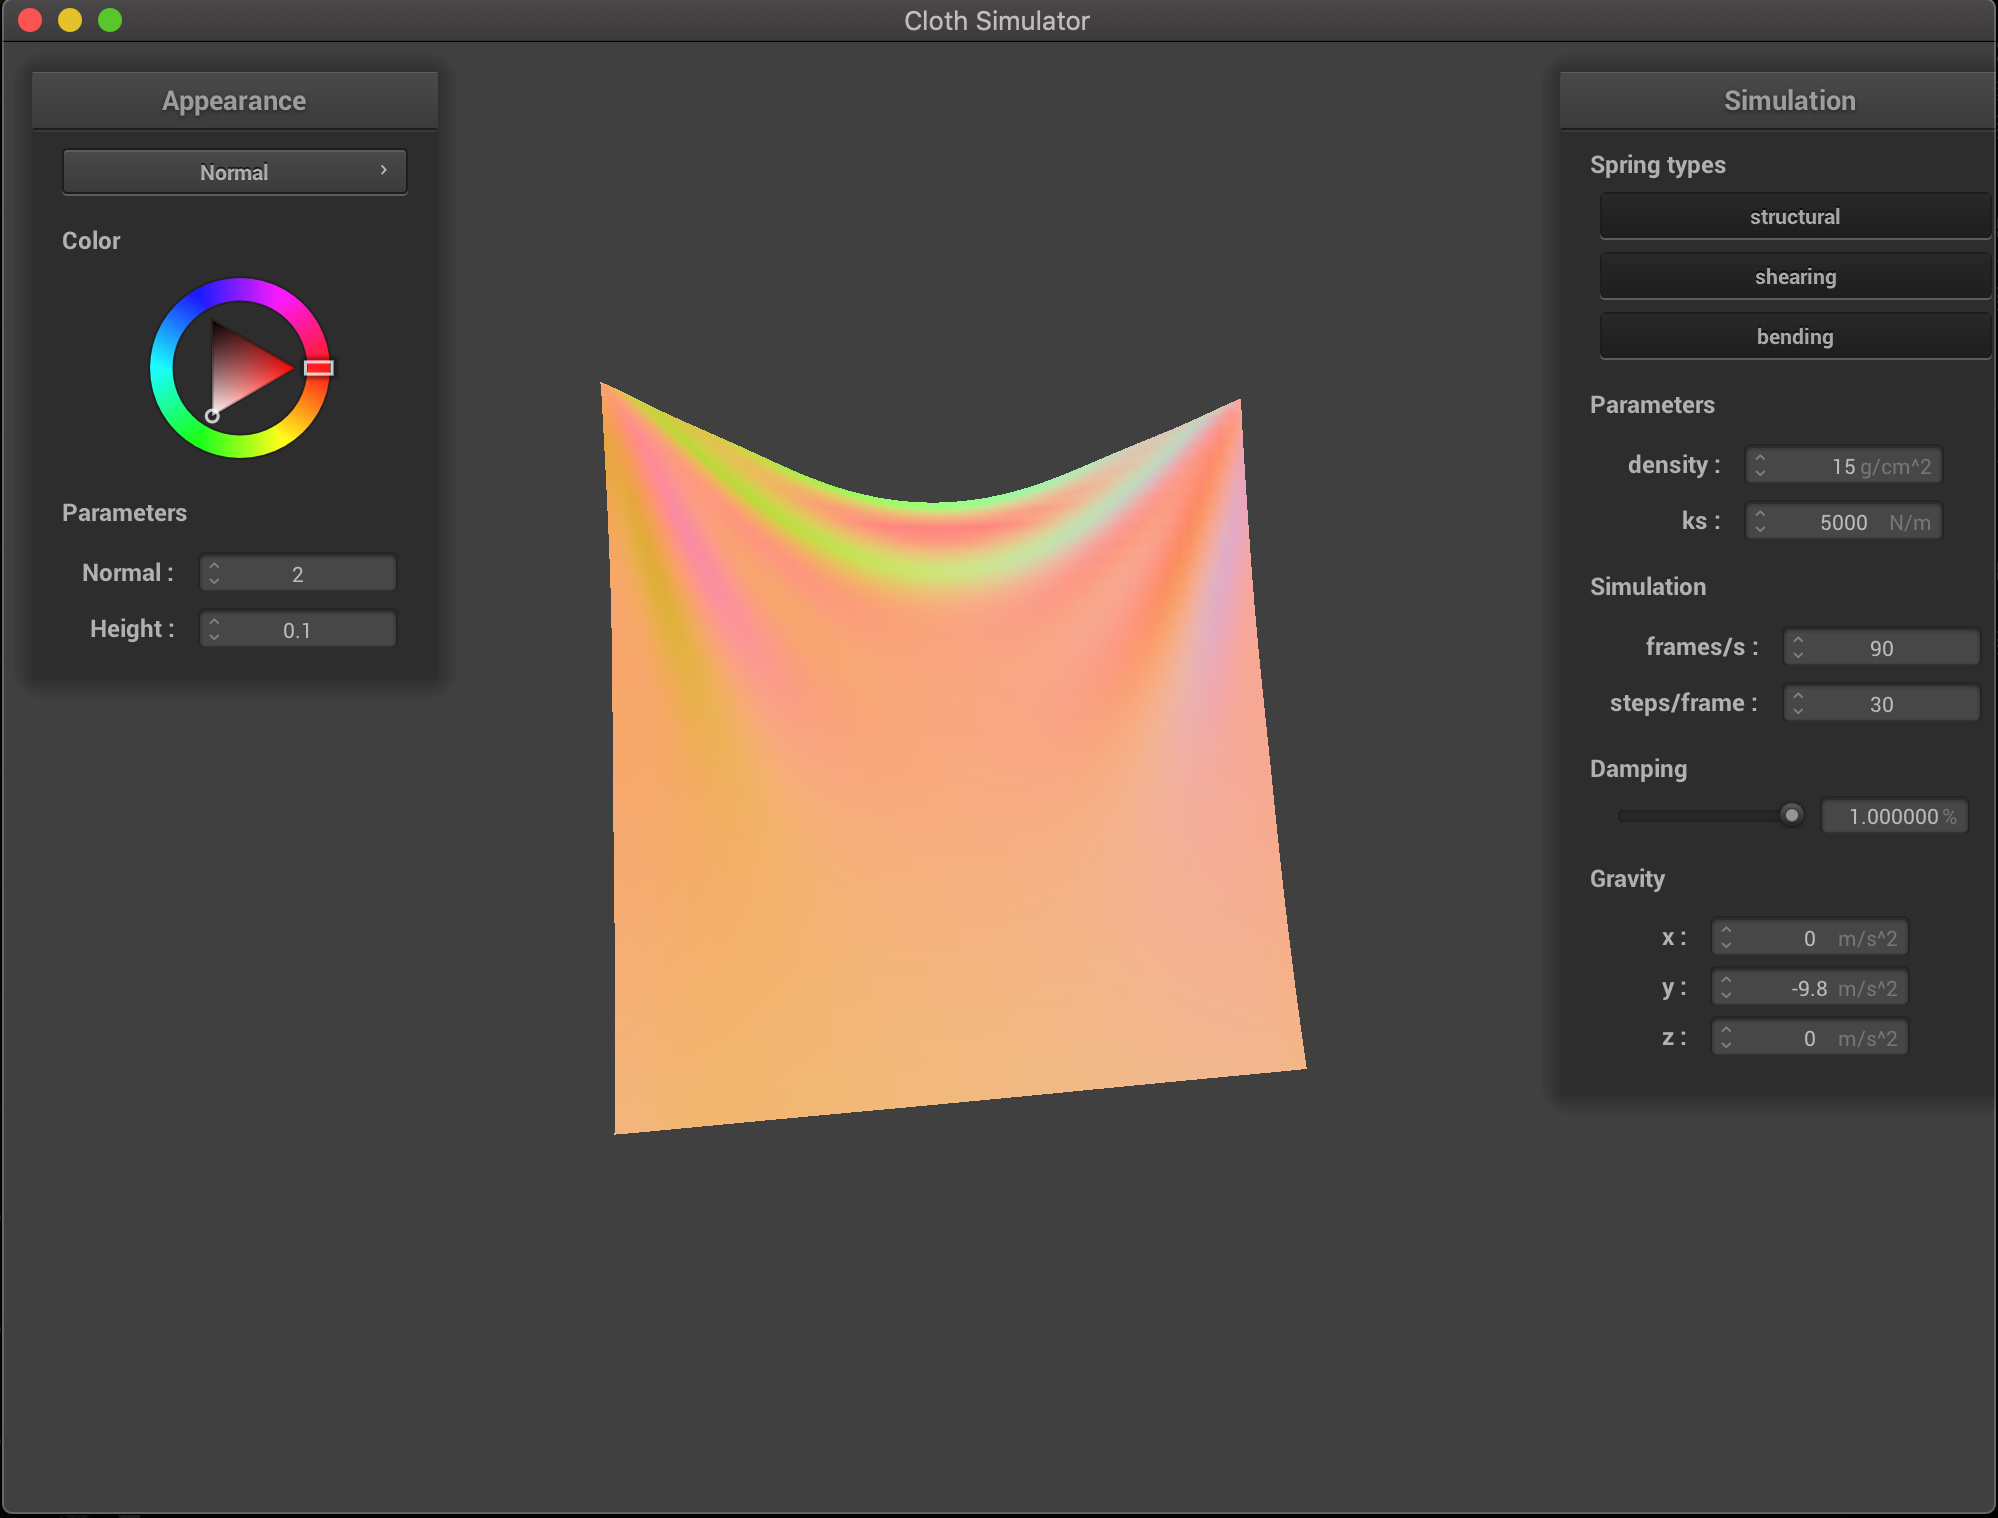 Cloth Simulator
Appearance
Normal
Color
Parameters
Normal : 2
Height : 0.1
Simulation
Spring types
structural
shearing
bending
Parameters
density : 15 g/cm^2
ks : 5000 N/m
Simulation
frames/s : 90
steps/frame : 30
Damping
1.000000 %
Gravity
x : 0 m/s^2
y : -9.8 m/s^2
z : 0 m/s^2